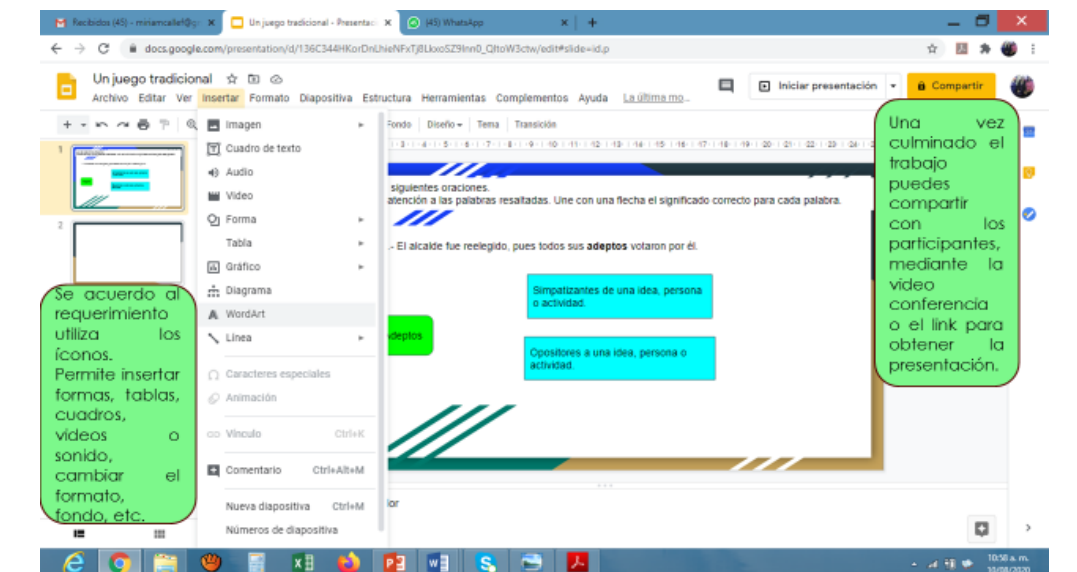 Recibidos (45) - miriamcallef@g
Un juego tradicional - Presentac
(45) WhatsApp
docs.google.com/presentation/d/
Un juego tradicional
Archivo Editar Ver Insertar Formato Diapositiva Estructura Herramientas Complementos Ayuda La última mo...
Iniciar presentación
Compartir
Fondo Diseño Tema Transición
Imagen
Cuadro de texto
Audio
Video
Forma
Tabla
Gráfico
Diagrama
WordArt
Línea
Caracteres especiales
Animación
Vínculo Ctrl+K
Comentario Ctrl+Alt+M
Nueva diapositiva Ctrl+M
Números de diapositiva
1
2
siguientes oraciones.
atención a las palabras resaltadas. Une con una flecha el significado correcto para cada palabra.
.- El alcalde fue reelegido, pues todos sus adeptos votaron por él.
Simpatizantes de una idea, persona
o actividad.
adeptos
Opositores a una idea, persona o
actividad.
Se acuerdo al
requerimiento
utiliza los
íconos.
Permite insertar
formas, tablas,
cuadros,
videos o
sonido,
cambiar el
formato,
fondo, etc.
Una vez
culminado el
trabajo
puedes
compartir
con los
participantes,
mediante la
video
conferencia
o el link para
obtener la
presentación.
10:58 a. m.
10/08/2020